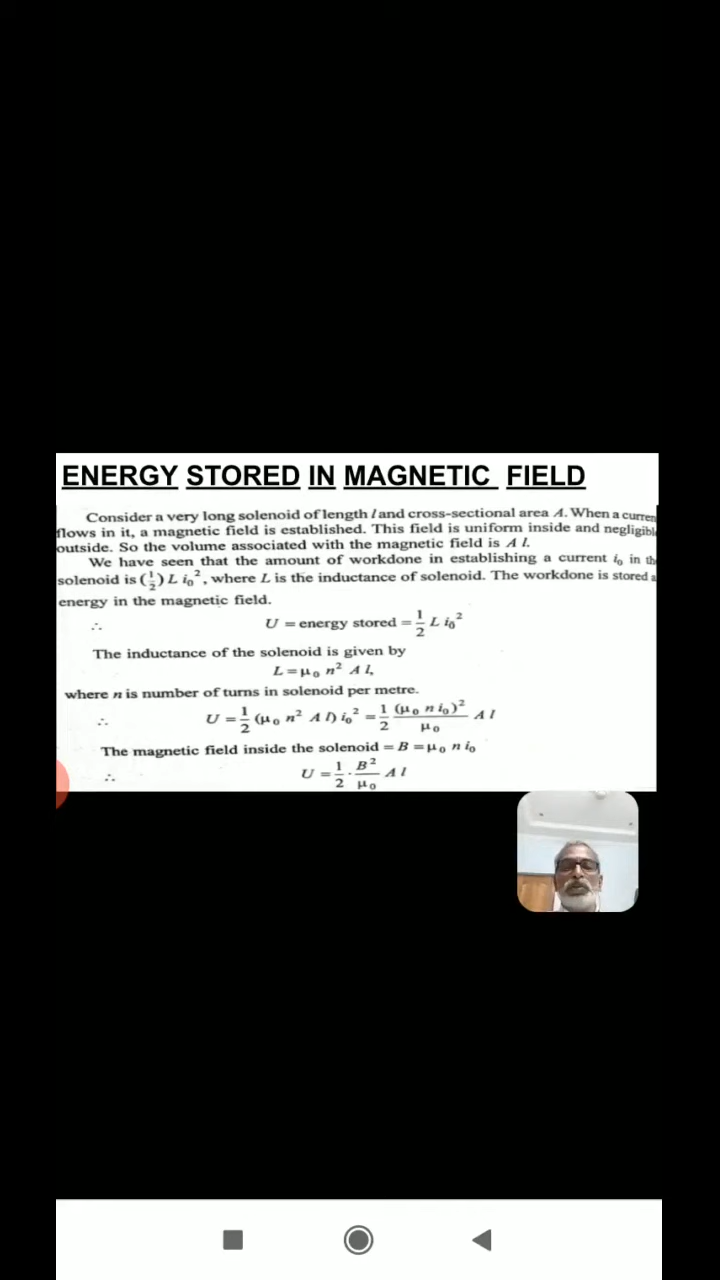 ENERGY STORED IN MAGNETIC FIELD
Consider a very long solenoid of length l and cross-sectional area A. When a curren
flows in it, a magnetic field is established. This field is uniform inside and negligibl
outside. So the volume associated with the magnetic field is A l.
We have seen that the amount of workdone in establishing a current i₀ in th
solenoid is (½) L i₀², where L is the inductance of solenoid. The workdone is stored a
energy in the magnetic field.
∴ U = energy stored = 1/2 L i₀²
The inductance of the solenoid is given by
L = μ₀ n² A l,
where n is number of turns in solenoid per metre.
∴ U = 1/2 (μ₀ n² A l) i₀² = 1/2 (μ₀ n i₀)²/μ₀ A l
The magnetic field inside the solenoid = B = μ₀ n i₀
∴ U = 1/2 · B²/μ₀ A l